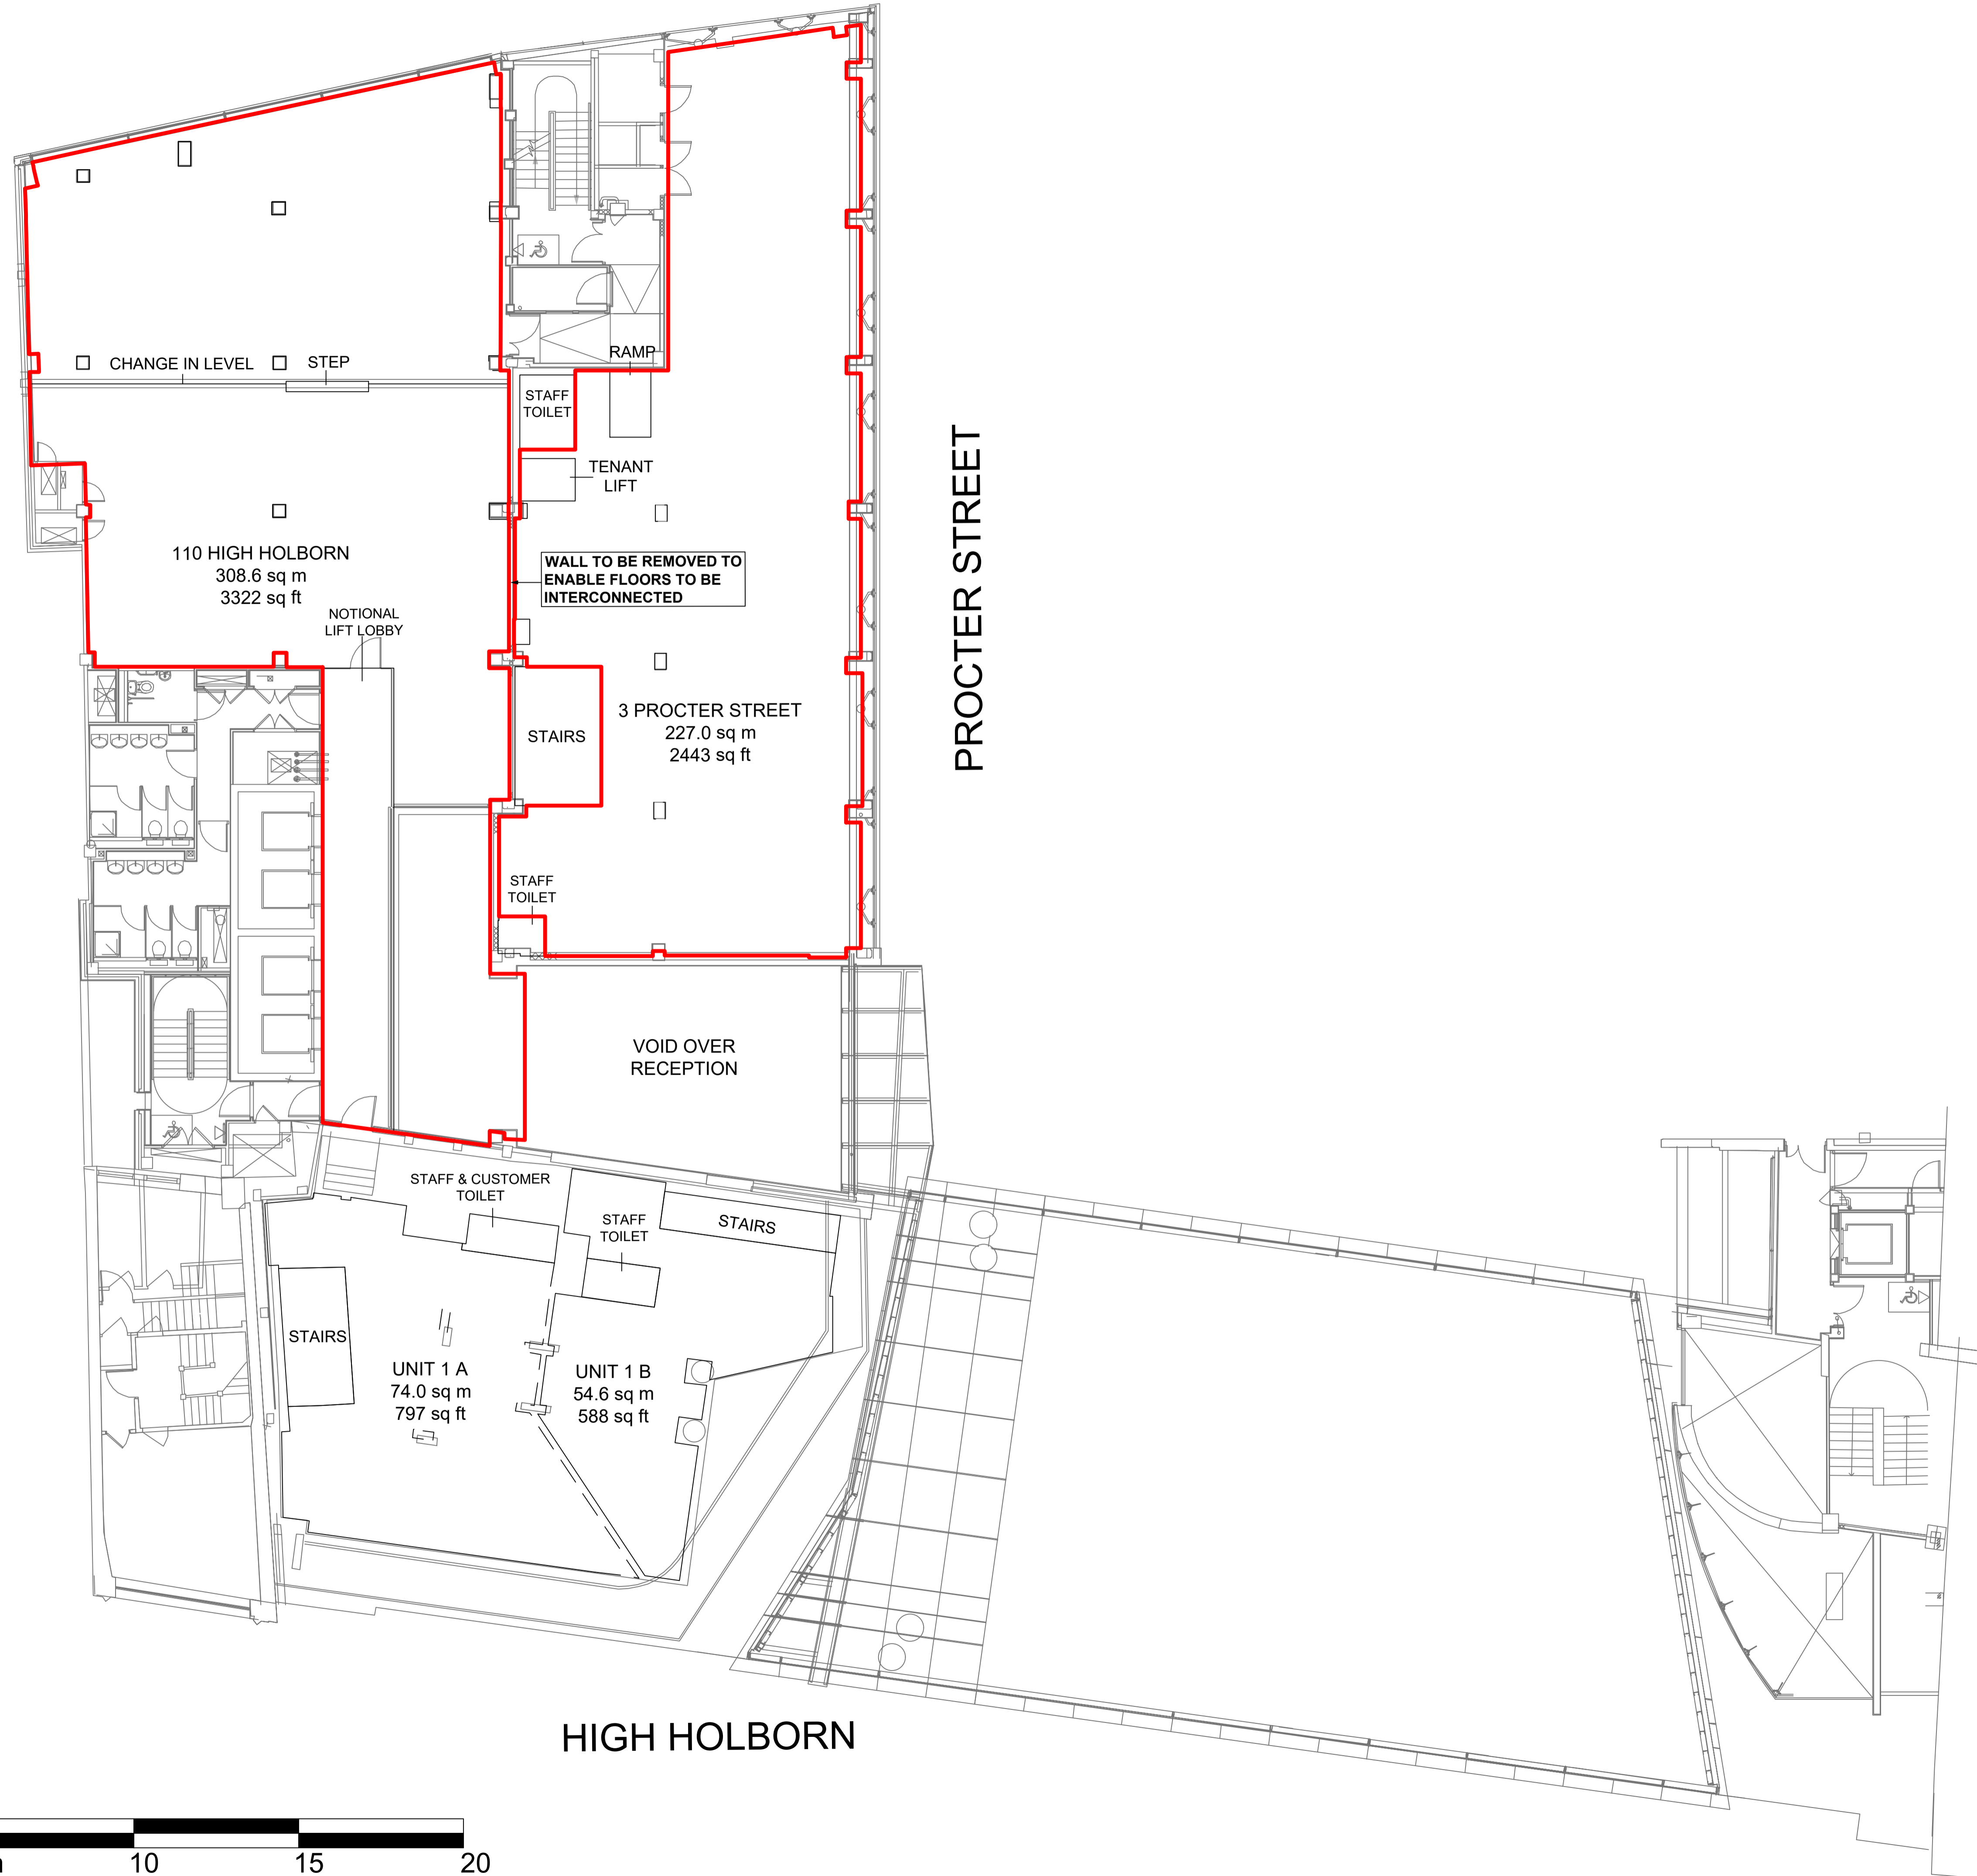 CHANGE IN LEVEL
STEP
RAMP
STAFF
TOILET
TENANT
LIFT
110 HIGH HOLBORN
308.6 sq m
3322 sq ft
WALL TO BE REMOVED TO
ENABLE FLOORS TO BE
INTERCONNECTED
NOTIONAL
LIFT LOBBY
PROCTER STREET
3 PROCTER STREET
227.0 sq m
2443 sq ft
STAIRS
STAFF
TOILET
VOID OVER
RECEPTION
STAFF & CUSTOMER
TOILET
STAFF
TOILET
STAIRS
STAIRS
UNIT 1 A
74.0 sq m
797 sq ft
UNIT 1 B
54.6 sq m
588 sq ft
HIGH HOLBORN
10 15 20